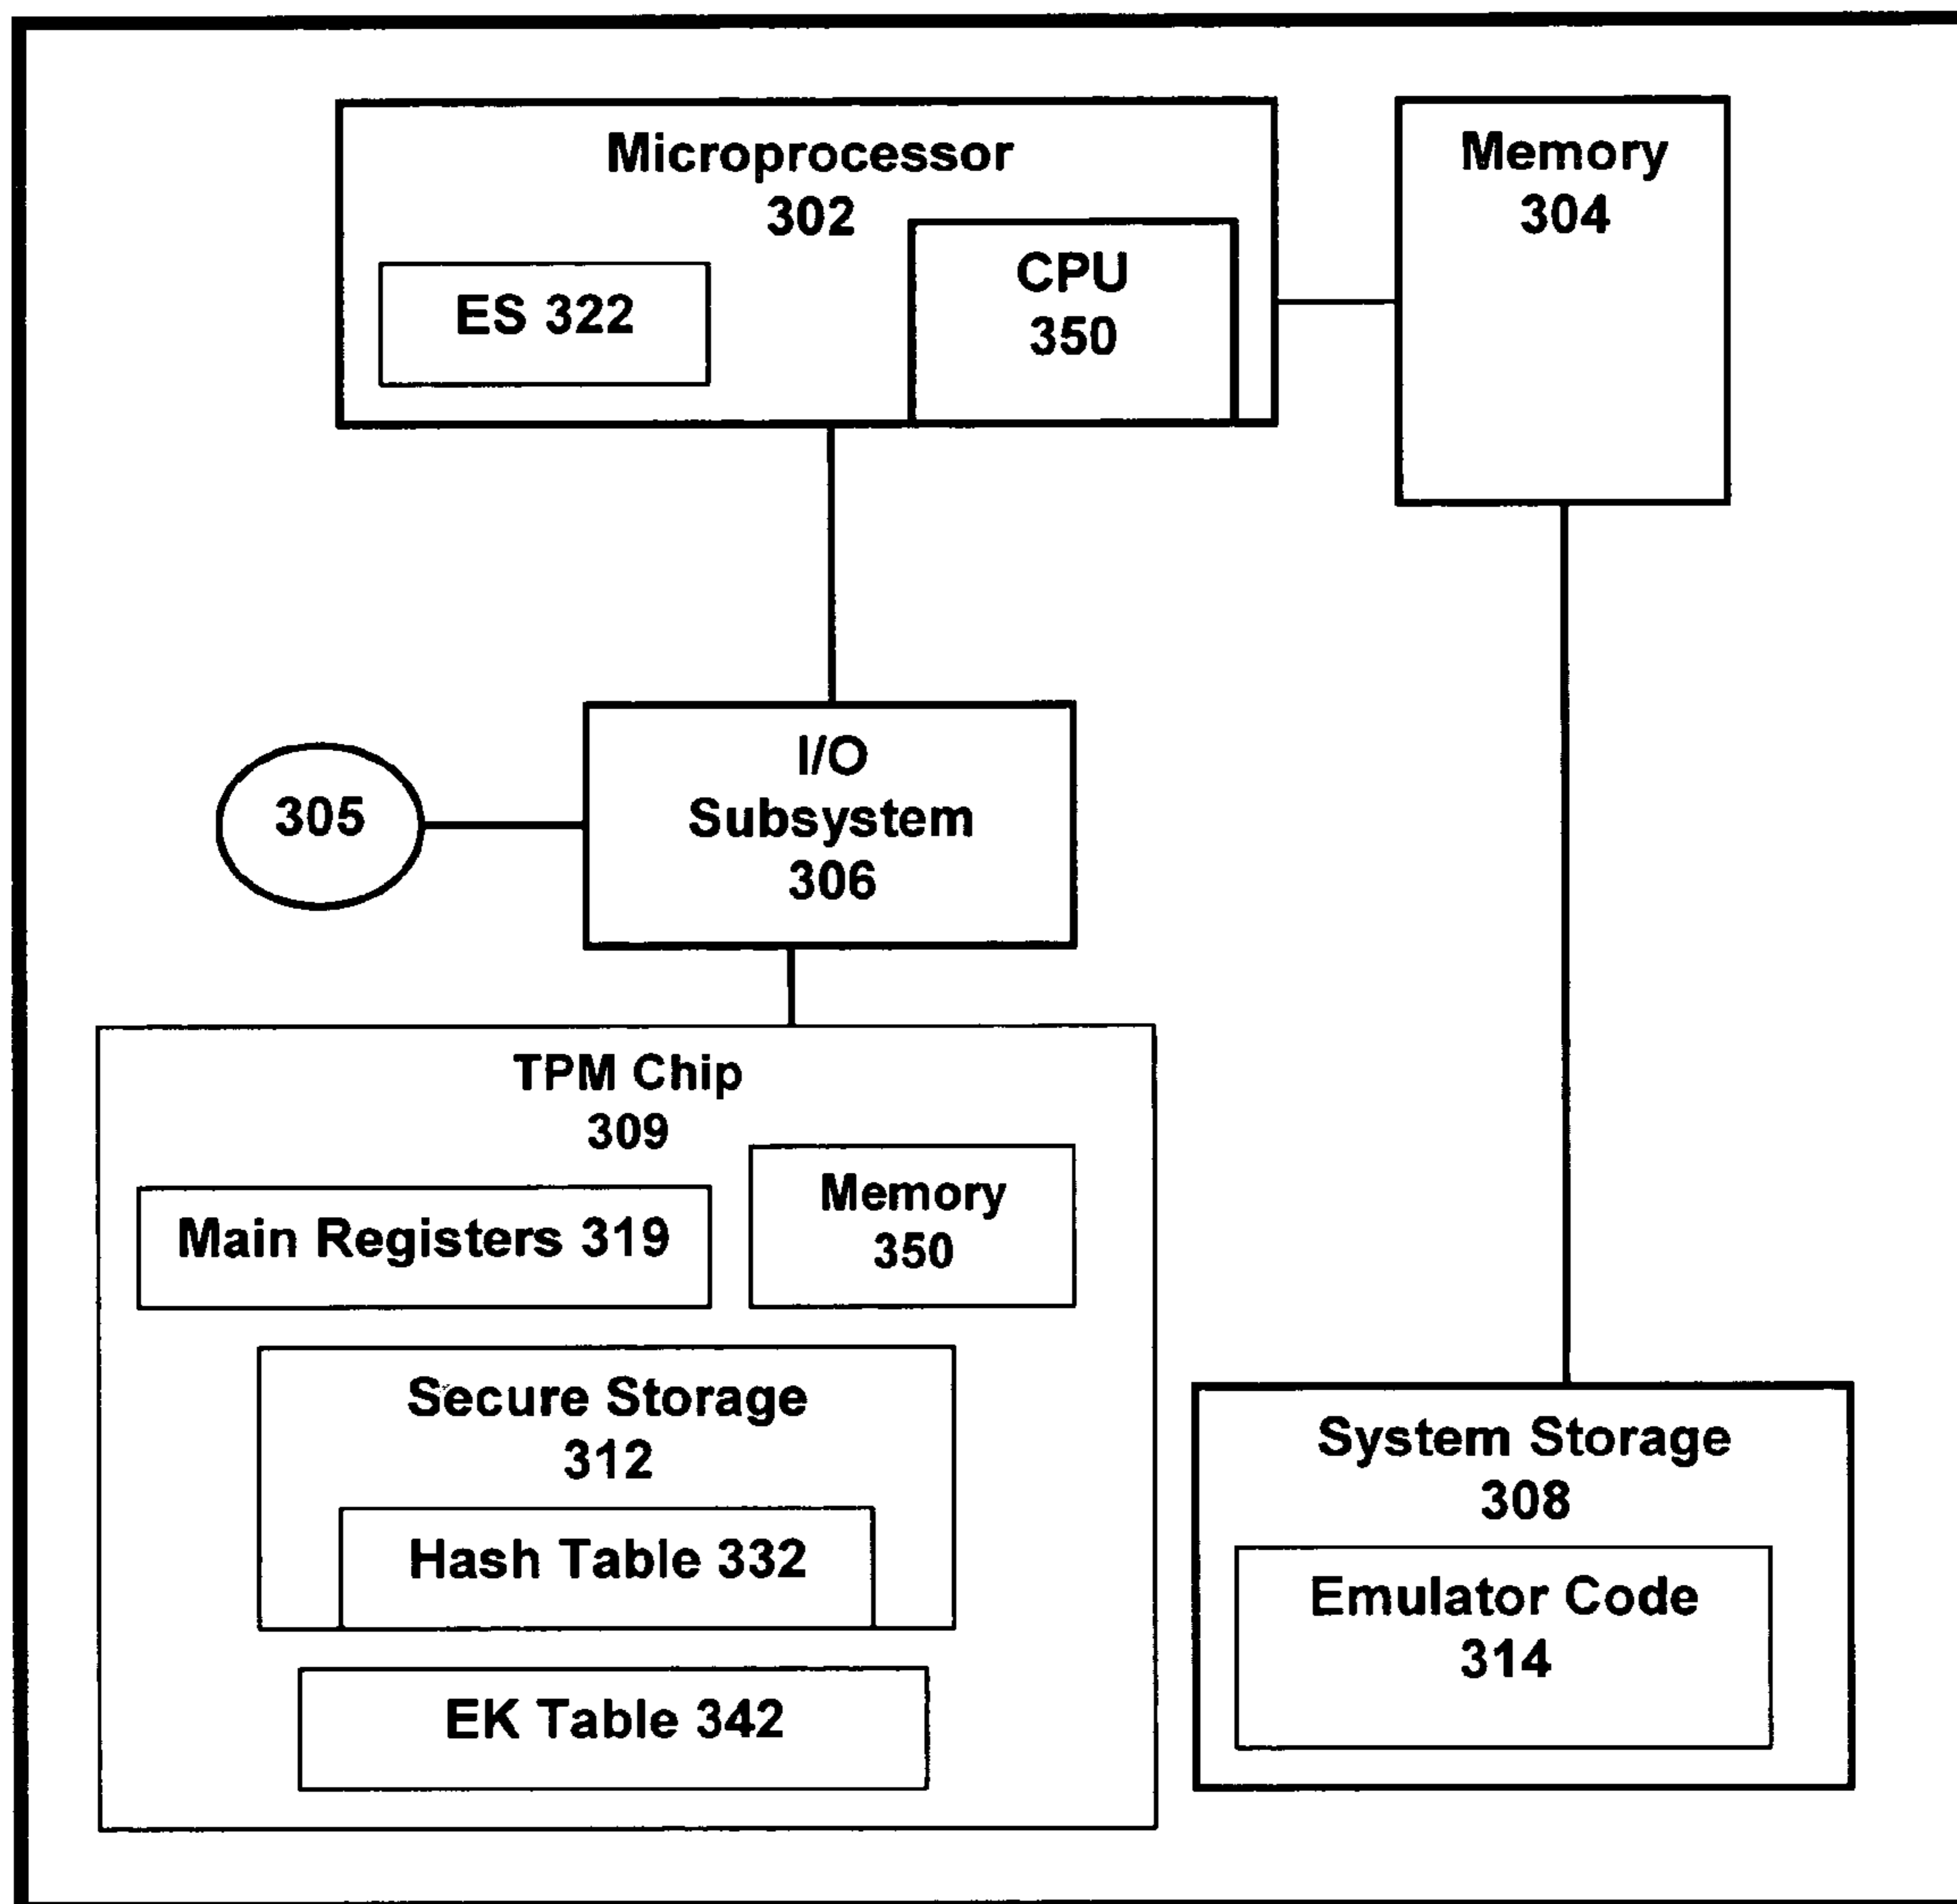 Microprocessor
302
ES 322
CPU
350
Memory
304
305
I/O
Subsystem
306
TPM Chip
309
Main Registers 319
Memory
350
Secure Storage
312
Hash Table 332
EK Table 342
System Storage
308
Emulator Code
314